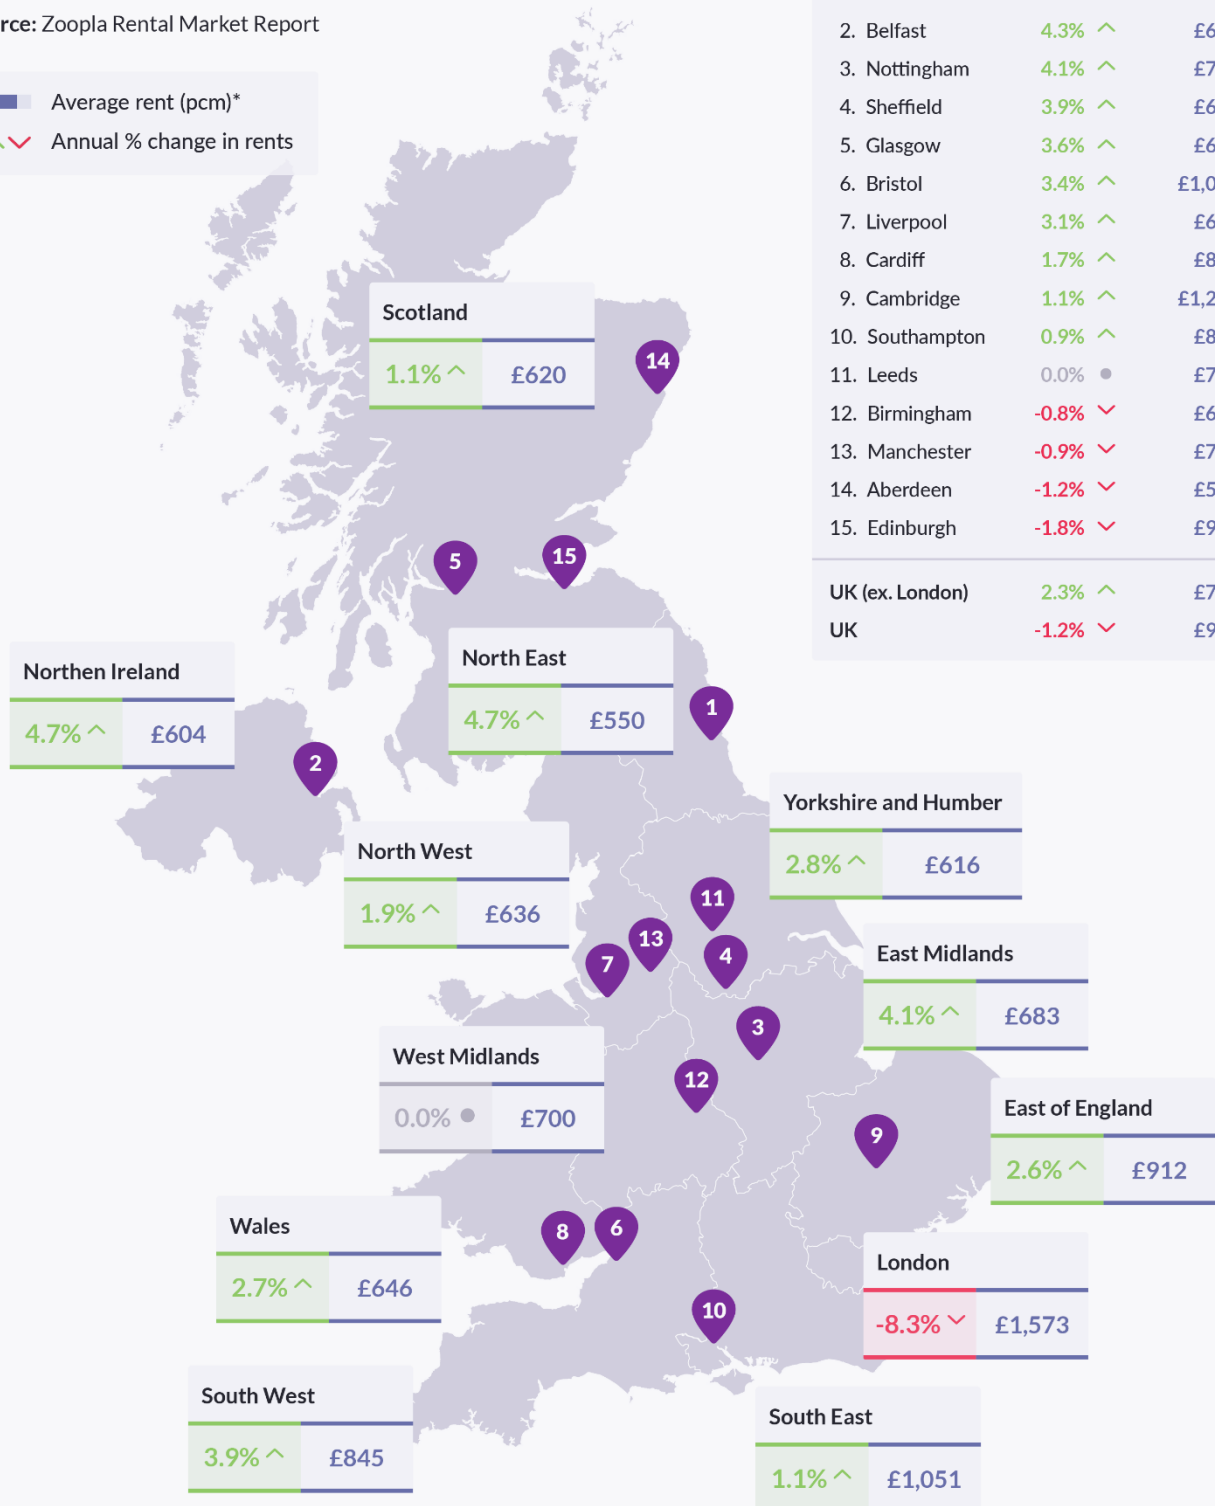 Source: Zoopla Rental Market Report
Average rent (pcm)*
Annual % change in rents
2. Belfast 4.3%
3. Nottingham 4.1%
4. Sheffield 3.9%
5. Glasgow 3.6%
6. Bristol 3.4%
7. Liverpool 3.1%
8. Cardiff 1.7%
9. Cambridge 1.1%
10. Southampton 0.9%
11. Leeds 0.0%
12. Birmingham -0.8%
13. Manchester -0.9%
14. Aberdeen -1.2%
15. Edinburgh -1.8%
UK (ex. London) 2.3%
UK -1.2%
Scotland
1.1% £620
14
5
15
Northen Ireland
4.7% £604
North East
4.7% £550
1
2
Yorkshire and Humber
2.8% £616
North West
1.9% £636
11
13
4
7
East Midlands
4.1% £683
3
West Midlands
0.0% £700
12
9
East of England
2.6% £912
Wales
2.7% £646
8
6
London
-8.3% £1,573
10
South West
3.9% £845
South East
1.1% £1,051